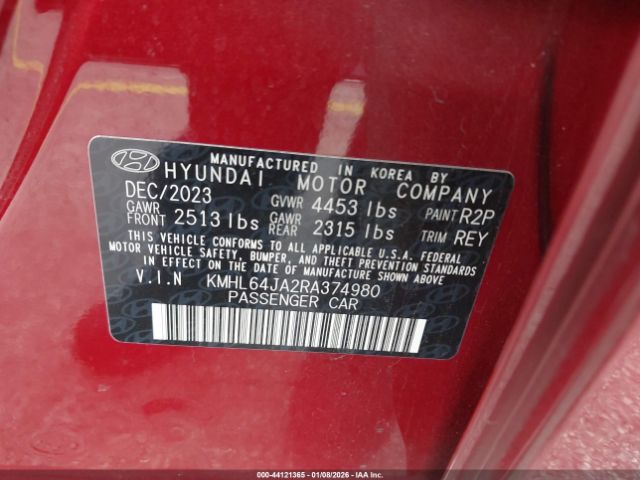 MANUFACTURED IN KOREA BY
HYUNDAI MOTOR COMPANY
DEC/2023 GVWR 4453 lbs PAINT R2P
GAWR FRONT 2513 lbs GAWR REAR 2315 lbs TRIM REY
THIS VEHICLE CONFORMS TO ALL APPLICABLE U.S.A. FEDERAL
MOTOR VEHICLE SAFETY, BUMPER, AND THEFT PREVENTION STANDARDS
IN EFFECT ON THE DATE OF MANUFACTURE SHOWN ABOVE
V.I.N KMHL64JA2RA374980
PASSENGER CAR
000-44121365 - 01/08/2026 - IAA Inc.